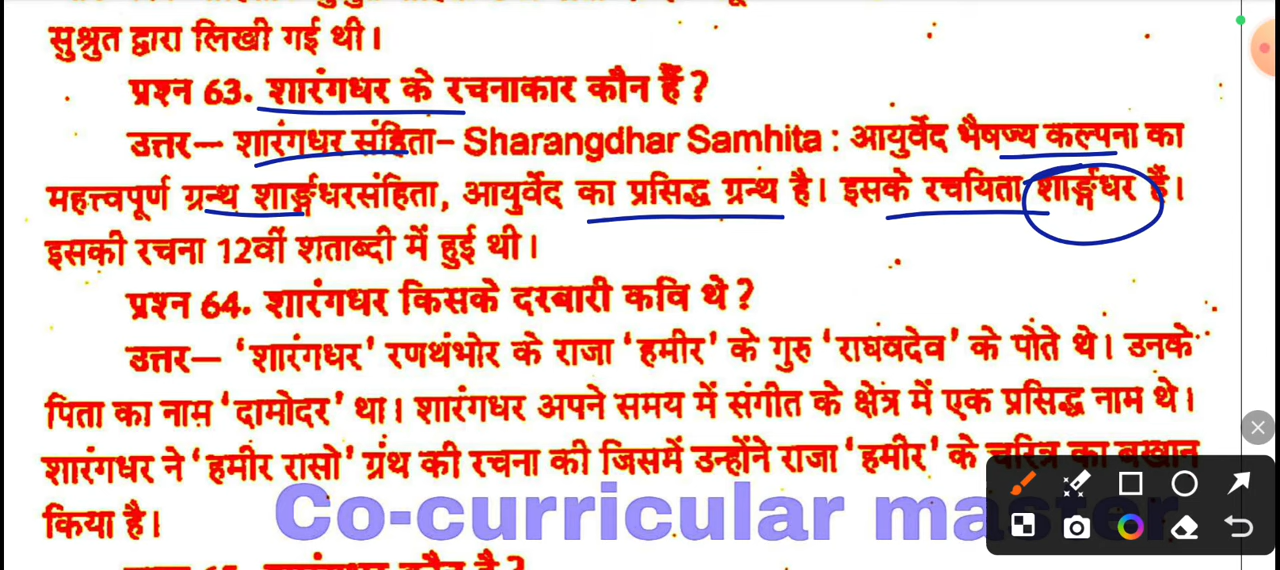 सुश्रुत द्वारा लिखी गई थी।
प्रश्न 63. शारंगधर के रचनाकार कौन हैं ?
उत्तर— शारंगधर संहिता– Sharangdhar Samhita : आयुर्वेद भैषज्य कल्पना का
महत्त्वपूर्ण ग्रन्थ शार्ङ्गधरसंहिता, आयुर्वेद का प्रसिद्ध ग्रन्थ है। इसके रचयिता शार्ङ्गधर हैं।
इसकी रचना 12वीं शताब्दी में हुई थी।
प्रश्न 64. शारंगधर किसके दरबारी कवि थे ?
उत्तर— ‘शारंगधर’ रणथंभोर के राजा ‘हमीर’ के गुरु ‘राघवदेव’ के पोते थे। उनके
पिता का नाम ‘दामोदर’ था। शारंगधर अपने समय में संगीत के क्षेत्र में एक प्रसिद्ध नाम थे।
शारंगधर ने ‘हमीर रासो’ ग्रंथ की रचना की जिसमें उन्होंने राजा ‘हमीर’ के चरित्र का बखान
किया है।
Co-curricular master